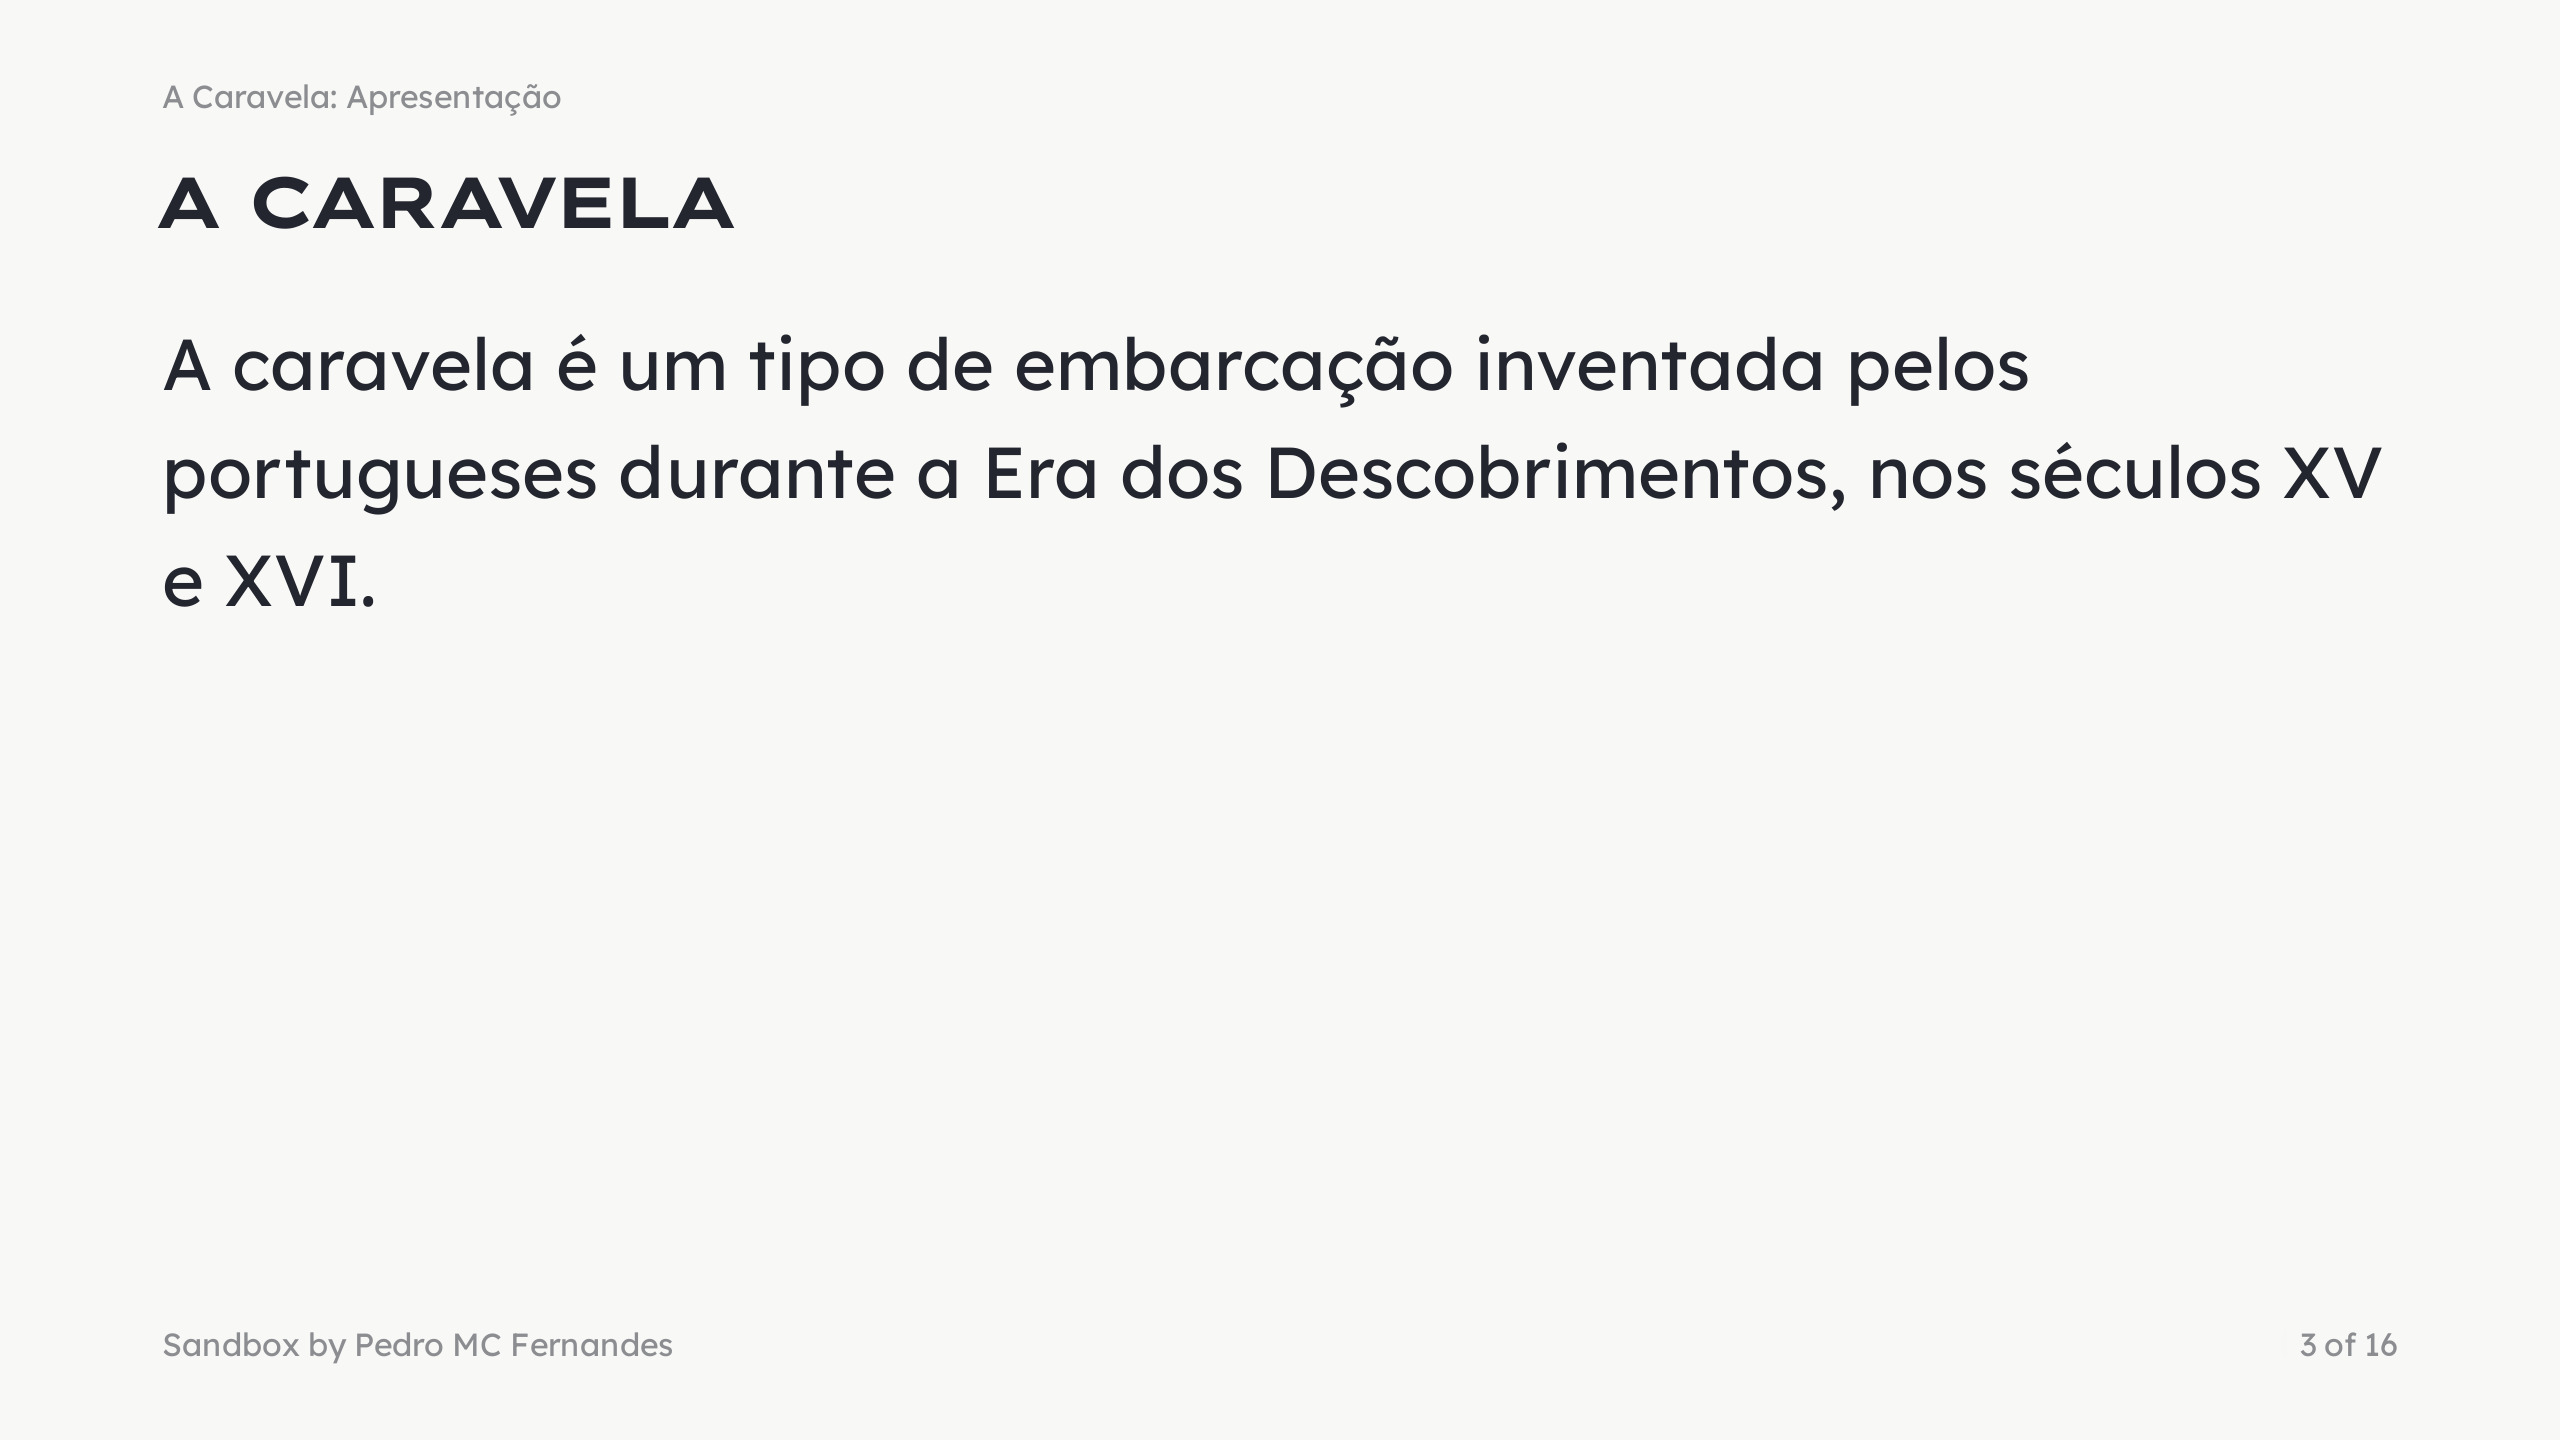 A Caravela: Apresentação
A CARAVELA
A caravela é um tipo de embarcação inventada pelos
portugueses durante a Era dos Descobrimentos, nos séculos XV
e XVI.
Sandbox by Pedro MC Fernandes
3 of 16